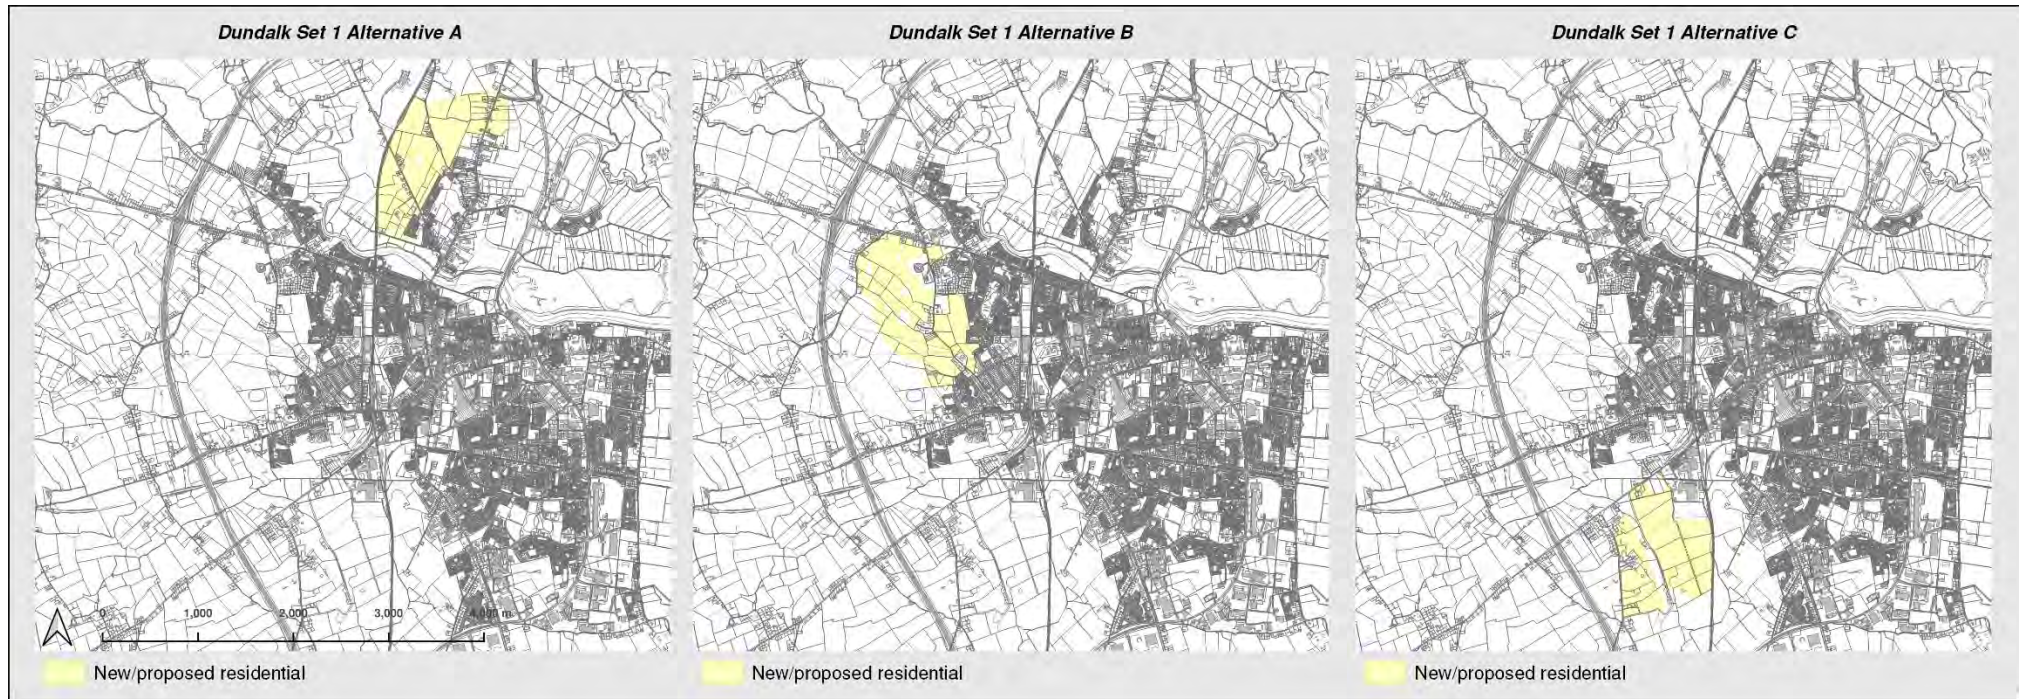 Dundalk Set 1 Alternative A
Dundalk Set 1 Alternative B
Dundalk Set 1 Alternative C
0 1,000 2,000 3,000 4,000 m
New/proposed residential
New/proposed residential
New/proposed residential